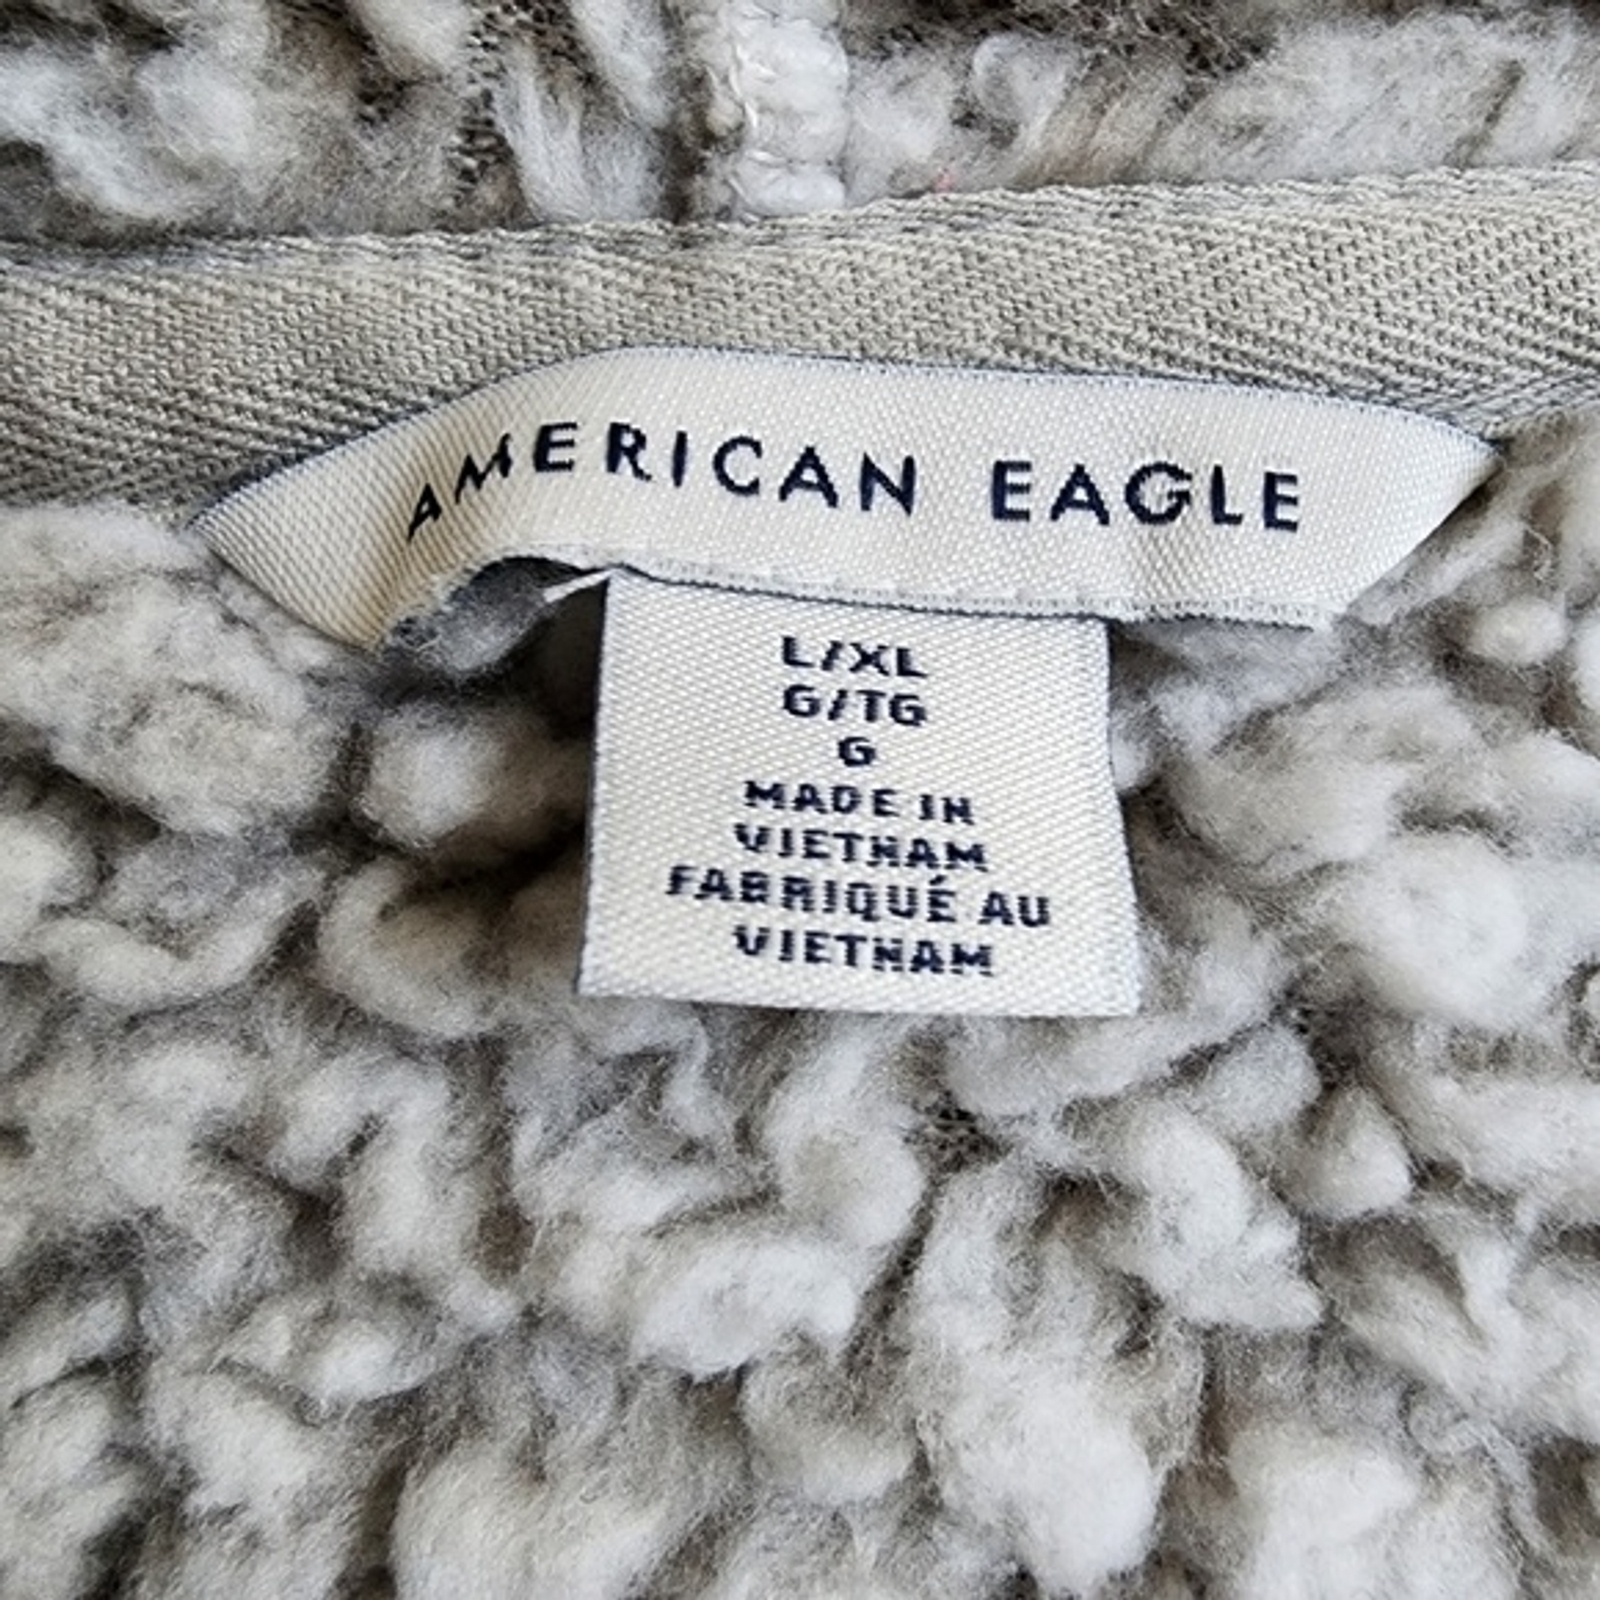 AMERICAN EAGLE
L/XL
G/TG
G
MADE IN
VIETNAM
FABRIQUÉ AU
VIETNAM